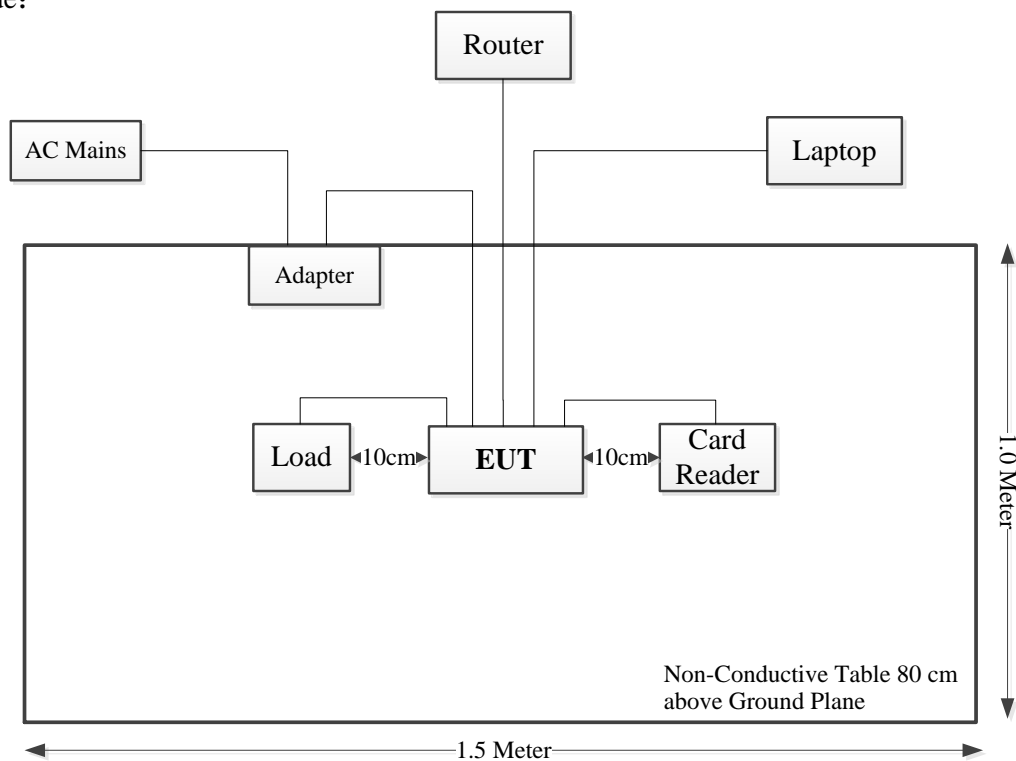 Router
AC Mains
Laptop
Adapter
Load
10cm
EUT
10cm
Card
Reader
1.0 Meter
Non-Conductive Table 80 cm
above Ground Plane
1.5 Meter